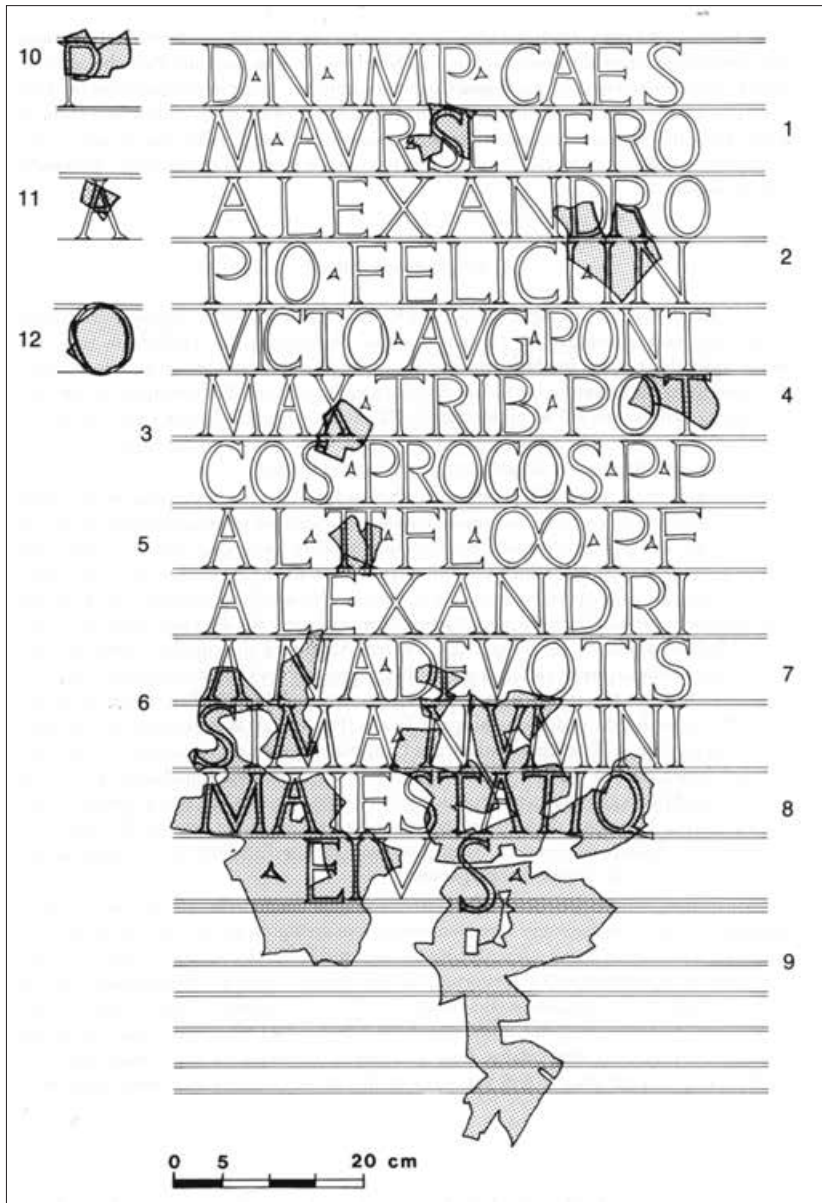 10 P
11 A
12 O
D·N·IMP·CAES
M·AVR·SEVERO 1
ALEXANDRO
PIO·FELICI·IN 2
VICTO·AVG·PONT
MAX·TRIB·POT 4
3
COS·PROCOS·P·P
5 AL·II·FL·∞·P·F
ALEXANDRI
ANA·DEVOTIS 7
6 SIMA·NVMINI
MAIESTATIQ 8
·EIVS·
9
0 5 20 cm